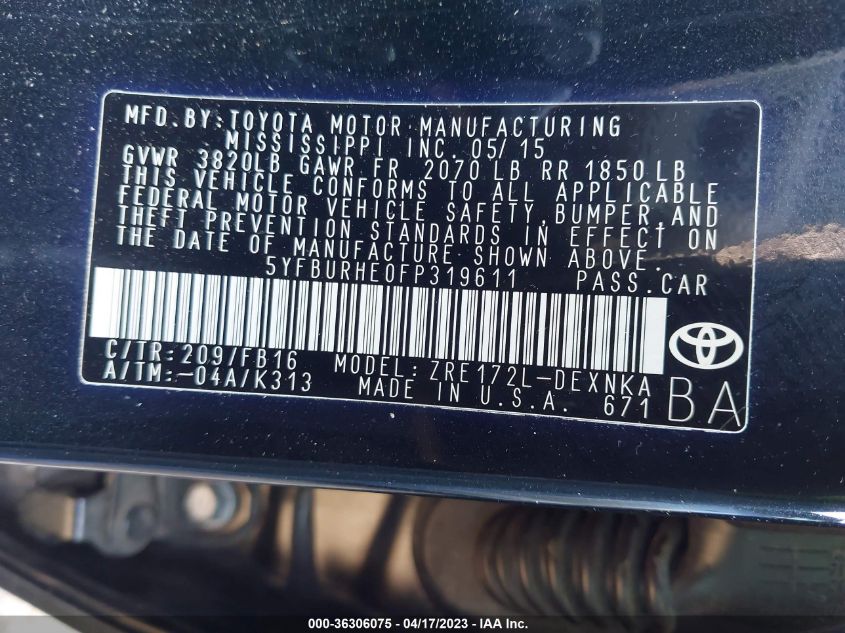 MFD. BY: TOYOTA MOTOR MANUFACTURING
MISSISSIPPI INC. 05/15
GVWR 3820LB GAWR FR 2070 LB RR 1850 LB
THIS VEHICLE CONFORMS TO ALL APPLICABLE
FEDERAL MOTOR VEHICLE SAFETY, BUMPER, AND
THEFT PREVENTION STANDARDS IN EFFECT ON
THE DATE OF MANUFACTURE SHOWN ABOVE.
5YFBURHE0FP319611 PASS. CAR
C/TR: 209/FB16 MODEL: ZRE172L-DEXNKA
A/TM: -04A/K313 MADE IN U.S.A. 671
BA
000-36306075 - 04/17/2023 - IAA Inc.